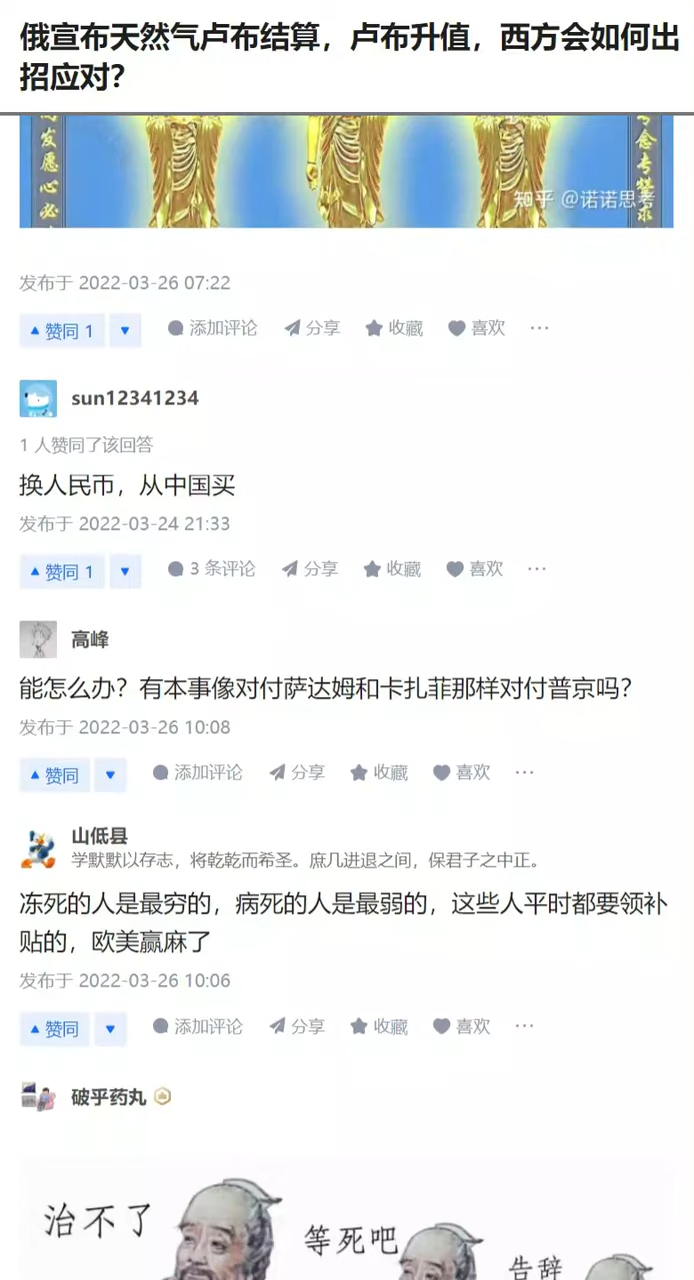 俄宣布天然气卢布结算，卢布升值，西方会如何出
招应对？
发愿心必
念专
知乎 @诺诺思考
发布于 2022-03-26 07:22
赞同 1
添加评论 分享 收藏 喜欢 ···
sun12341234
1 人赞同了该回答
换人民币，从中国买
发布于 2022-03-24 21:33
赞同 1
3 条评论 分享 收藏 喜欢 ···
高峰
能怎么办？有本事像对付萨达姆和卡扎菲那样对付普京吗？
发布于 2022-03-26 10:08
赞同
添加评论 分享 收藏 喜欢 ···
山低县
学默默以存志，将乾乾而希圣。庶几进退之间，保君子之中正。
冻死的人是最穷的，病死的人是最弱的，这些人平时都要领补
贴的，欧美赢麻了
发布于 2022-03-26 10:06
赞同
添加评论 分享 收藏 喜欢 ···
破乎药丸
治不了
等死吧
告辞